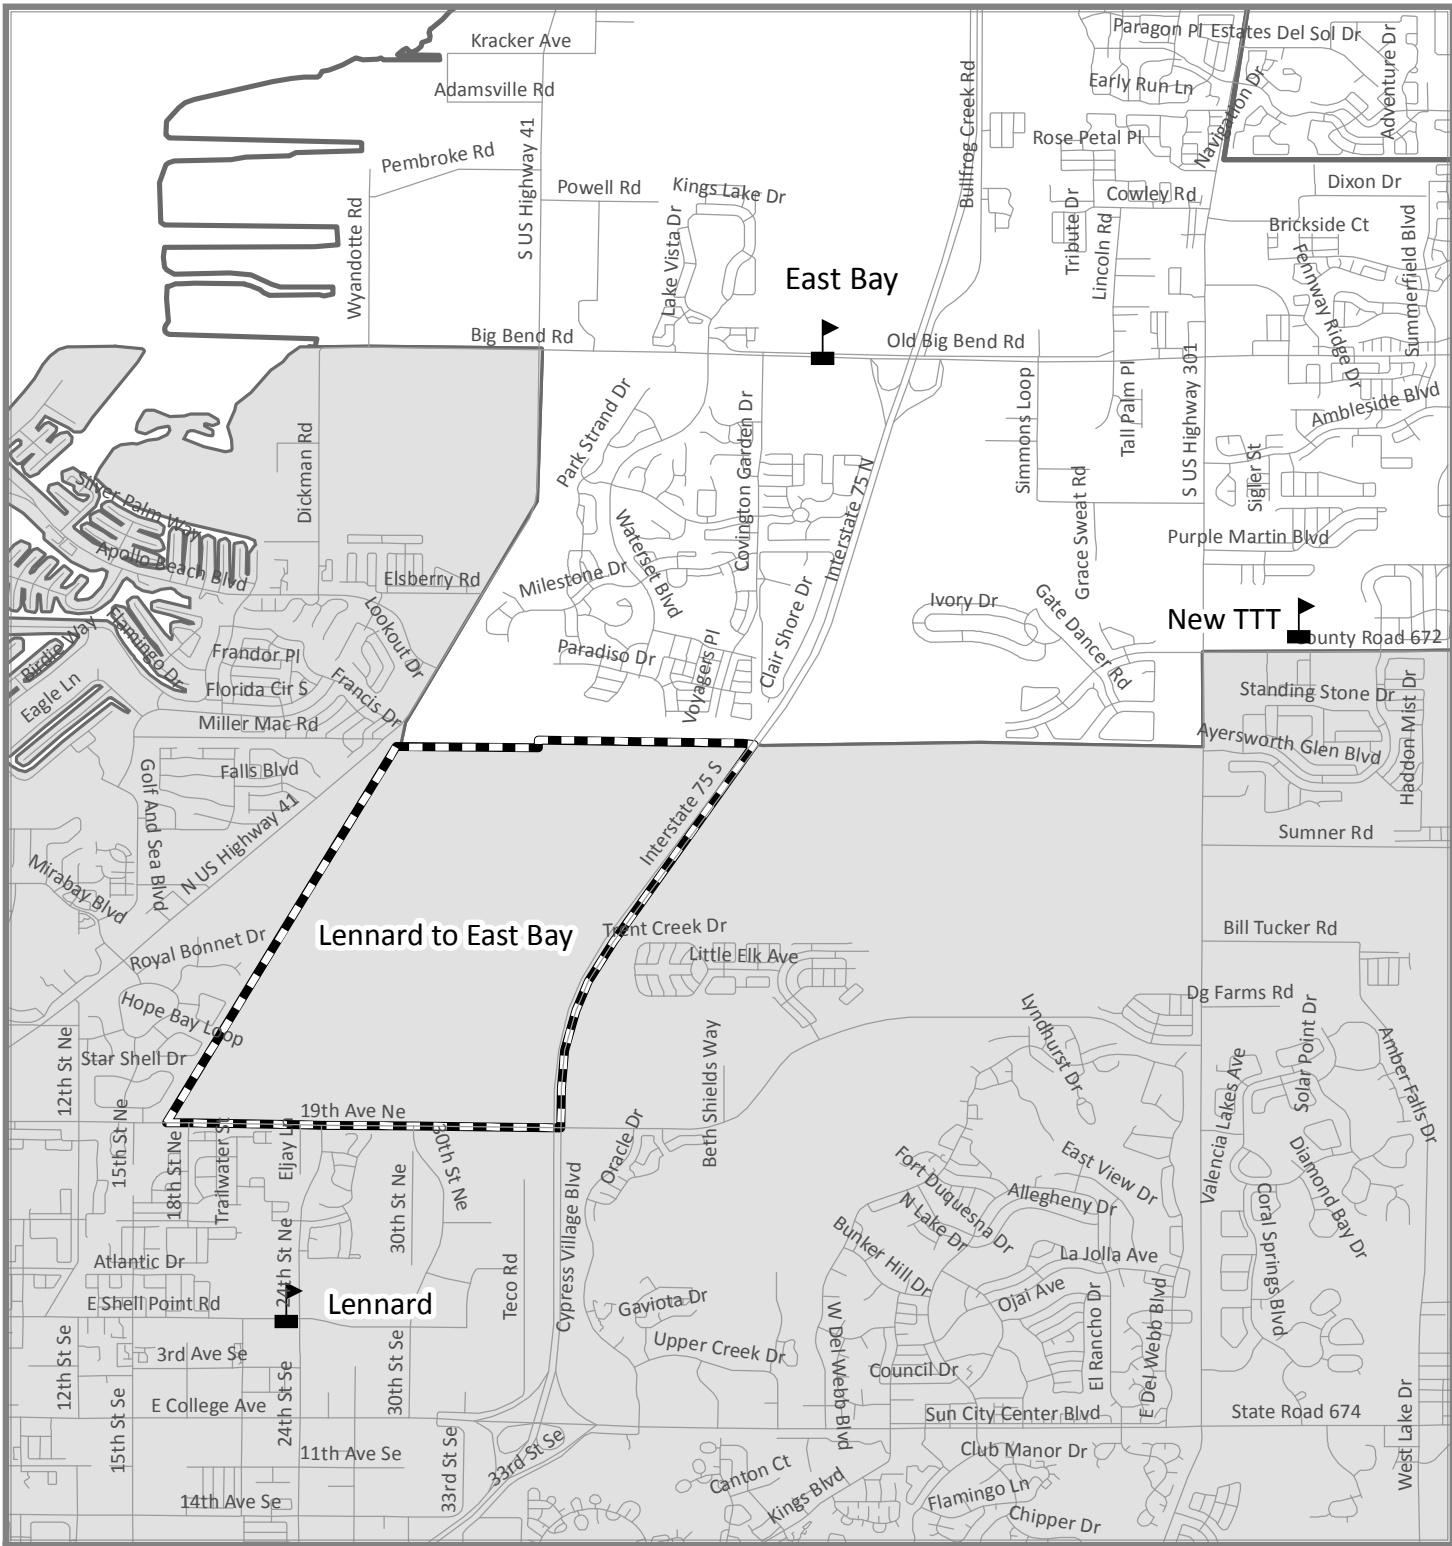 Kracker Ave
Paragon Pl
Estates Del Sol Dr
Adventure Dr
Adamsville Rd
Early Run Ln
Navigation Dr
Bullfrog Creek Rd
Rose Petal Pl
S US Highway 41
Pembroke Rd
Powell Rd
Kings Lake Dr
Dixon Dr
Cowley Rd
Wyandotte Rd
Lake Vista Dr
Tribute Dr
Lincoln Rd
Brickside Ct
Summerfield Blvd
Fennway Ridge Dr
East Bay
Big Bend Rd
Old Big Bend Rd
Park Strand Dr
Covington Garden Dr
Simmons Loop
Tall Palm Pl
S US Highway 301
Ambleside Blvd
Dickman Rd
Interstate 75 N
Sigler St
Silver Palm Way
Grace Sweat Rd
Purple Martin Blvd
Apollo Beach Blvd
Waterset Blvd
Elsberry Rd
Milestone Dr
Ivory Dr
Gate Dancer Rd
New TTT
County Road 672
Flamingo Dr
Lookout Dr
Clair Shore Dr
Birdie Way
Frandor Pl
Paradiso Dr
Voyagers Pl
Eagle Ln
Florida Cir S
Francis Dr
Standing Stone Dr
Haddon Mist Dr
Miller Mac Rd
Ayersworth Glen Blvd
Falls Blvd
Golf And Sea Blvd
Interstate 75 S
N US Highway 41
Sumner Rd
Mirabay Blvd
Lennard to East Bay
Trent Creek Dr
Bill Tucker Rd
Royal Bonnet Dr
Little Elk Ave
Dg Farms Rd
Hope Bay Loop
Lyndhurst Dr
Solar Point Dr
Amber Falls Dr
12th St Ne
Star Shell Dr
Beth Shields Way
Valencia Lakes Ave
19th Ave Ne
15th St Ne
18th St Ne
Trailwater St
Eljay Ln
30th St Ne
30th St Ne
Oracle Dr
East View Dr
Diamond Bay Dr
Fort Duquesna Dr
Allegheny Dr
Coral Springs Blvd
N Lake Dr
Cypress Village Blvd
Bunker Hill Dr
La Jolla Ave
Atlantic Dr
24th St Ne
Teco Rd
E Shell Point Rd
Lennard
Gaviota Dr
Ojai Ave
El Rancho Dr
E Del Webb Blvd
W Del Webb Blvd
12th St Se
3rd Ave Se
30th St Se
Upper Creek Dr
Council Dr
15th St Se
E College Ave
24th St Se
Sun City Center Blvd
State Road 674
West Lake Dr
11th Ave Se
33rd St Se
33rd St Se
Club Manor Dr
Canton Ct
Kings Blvd
14th Ave Se
Flamingo Ln
Chipper Dr